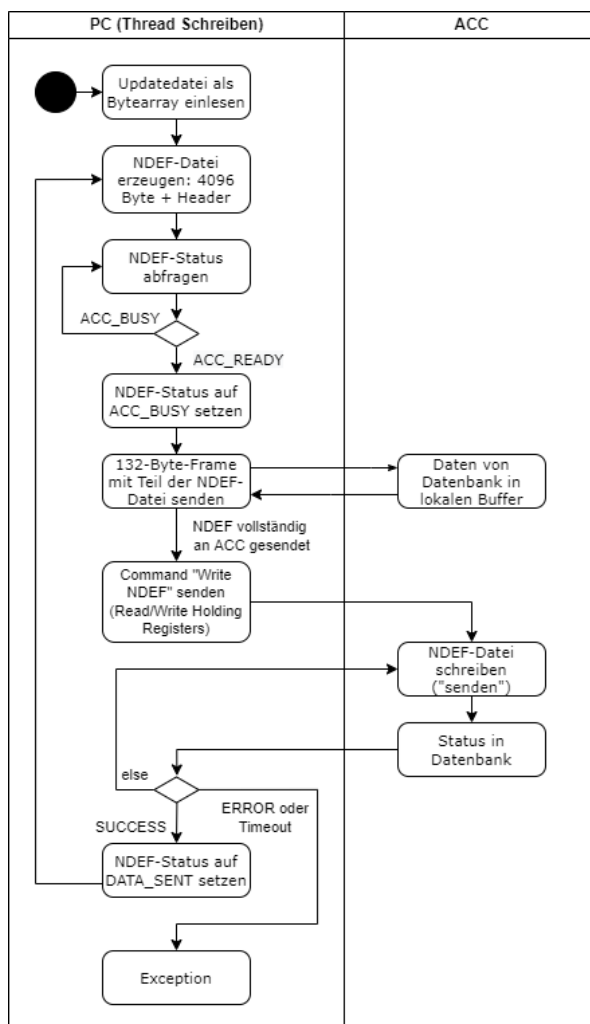 PC (Thread Schreiben)
ACC
Updatedatei als
Bytearray einlesen
NDEF-Datei
erzeugen: 4096
Byte + Header
NDEF-Status
abfragen
ACC_BUSY
ACC_READY
NDEF-Status auf
ACC_BUSY setzen
132-Byte-Frame
mit Teil der NDEF-
Datei senden
Daten von
Datenbank in
lokalen Buffer
NDEF vollständig
an ACC gesendet
Command "Write
NDEF" senden
(Read/Write Holding
Registers)
NDEF-Datei
schreiben
("senden")
Status in
Datenbank
else
ERROR oder
Timeout
SUCCESS
NDEF-Status auf
DATA_SENT setzen
Exception